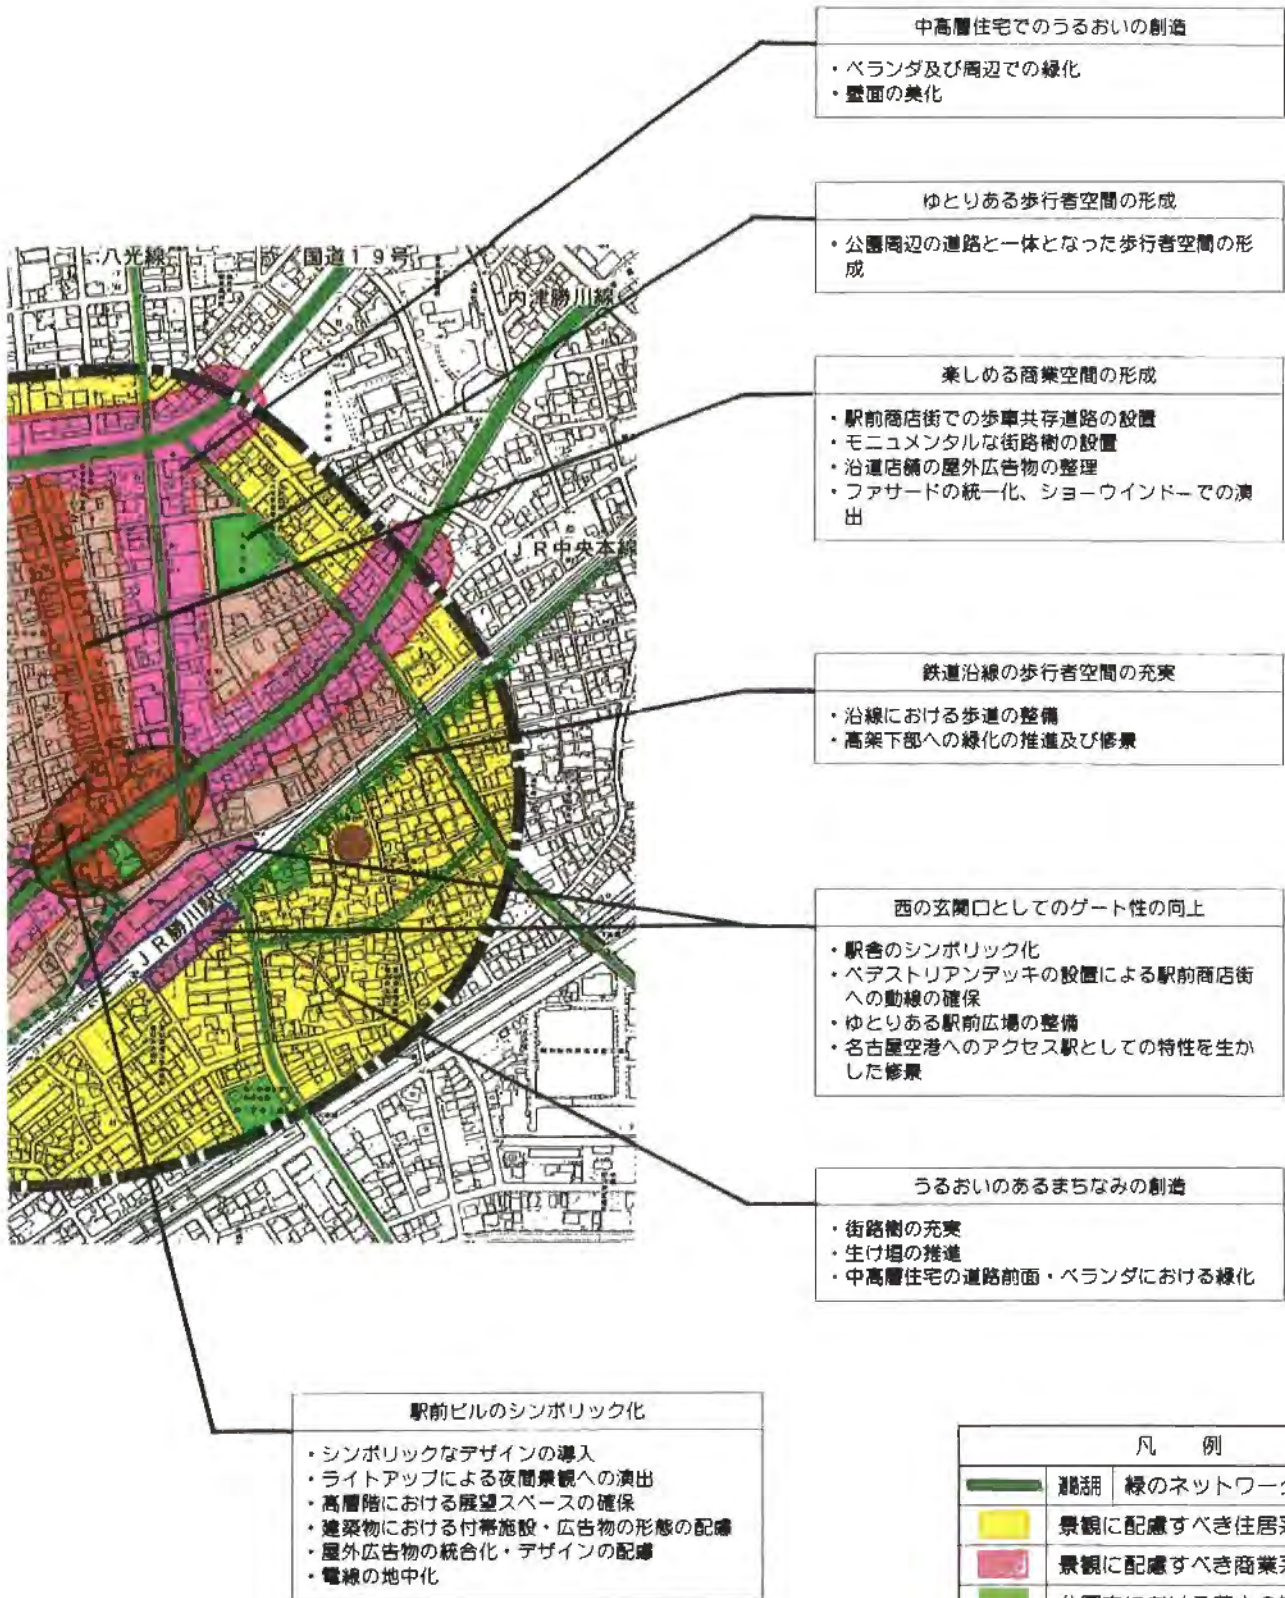 中高層住宅でのうるおいの創造
・ベランダ及び周辺での緑化
・壁面の美化
ゆとりある歩行者空間の形成
・公園周辺の道路と一体となった歩行者空間の形
成
八光線
国道19号
内津勝川線
楽しめる商業空間の形成
・駅前商店街での歩車共存道路の設置
・モニュメンタルな街路樹の設置
・沿道店舗の屋外広告物の整理
・ファサードの統一化、ショーウインドーでの演
出
JR中央本線
鉄道沿線の歩行者空間の充実
・沿線における歩道の整備
・高架下部への緑化の推進及び修景
JR勝川駅
西の玄関口としてのゲート性の向上
・駅舎のシンボリック化
・ペデストリアンデッキの設置による駅前商店街
への動線の確保
・ゆとりある駅前広場の整備
・名古屋空港へのアクセス駅としての特性を生か
した修景
うるおいのあるまちなみの創造
・街路樹の充実
・生け垣の推進
・中高層住宅の道路前面・ベランダにおける緑化
駅前ビルのシンボリック化
・シンボリックなデザインの導入
・ライトアップによる夜間景観への演出
・高層階における展望スペースの確保
・建築物における付帯施設・広告物の形態の配慮
・屋外広告物の統合化・デザインの配慮
・電線の地中化
凡 例
緑のネットワーク
景観に配慮すべき住居系
景観に配慮すべき商業系